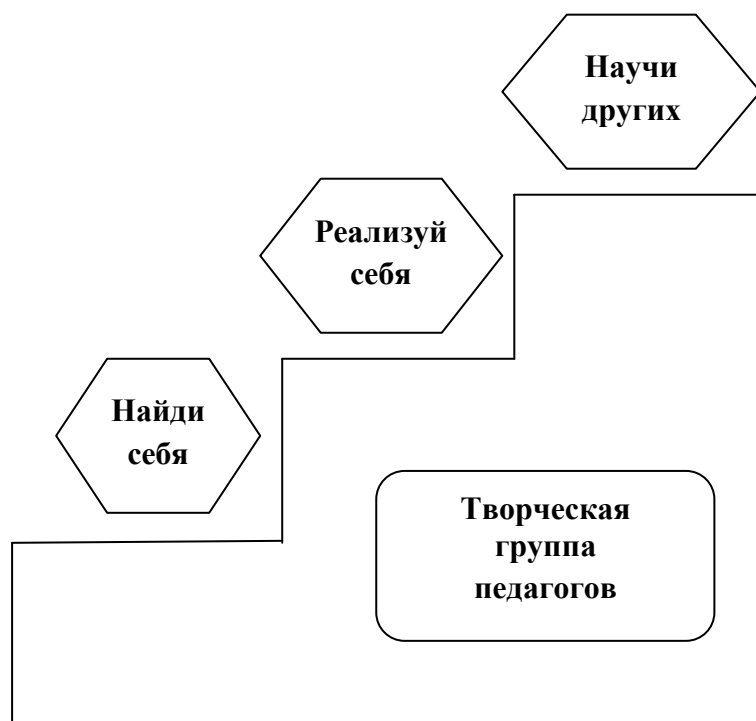 Научи
других
Реализуй
себя
Найди
себя
Творческая
группа
педагогов